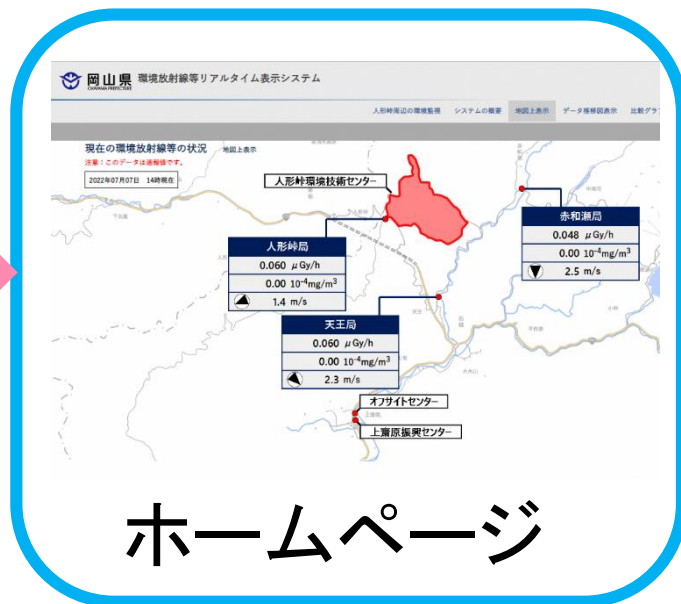 岡山県 環境放射線等リアルタイム表示システム
OKAYAMA PREFECTURE
人形峠周辺の環境監視 システムの概要 地図上表示 データ推移図表示 比較グラフ
現在の環境放射線等の状況 地図上表示
注意：このデータは速報値です。
2022年07月07日 14時現在
人形峠環境技術センター
赤和瀬局
0.048 μGy/h
0.00 10⁻⁴mg/m³
2.5 m/s
人形峠局
0.060 μGy/h
0.00 10⁻⁴mg/m³
1.4 m/s
天王局
0.060 μGy/h
0.00 10⁻⁴mg/m³
2.3 m/s
オフサイトセンター
上齋原振興センター
ホームページ